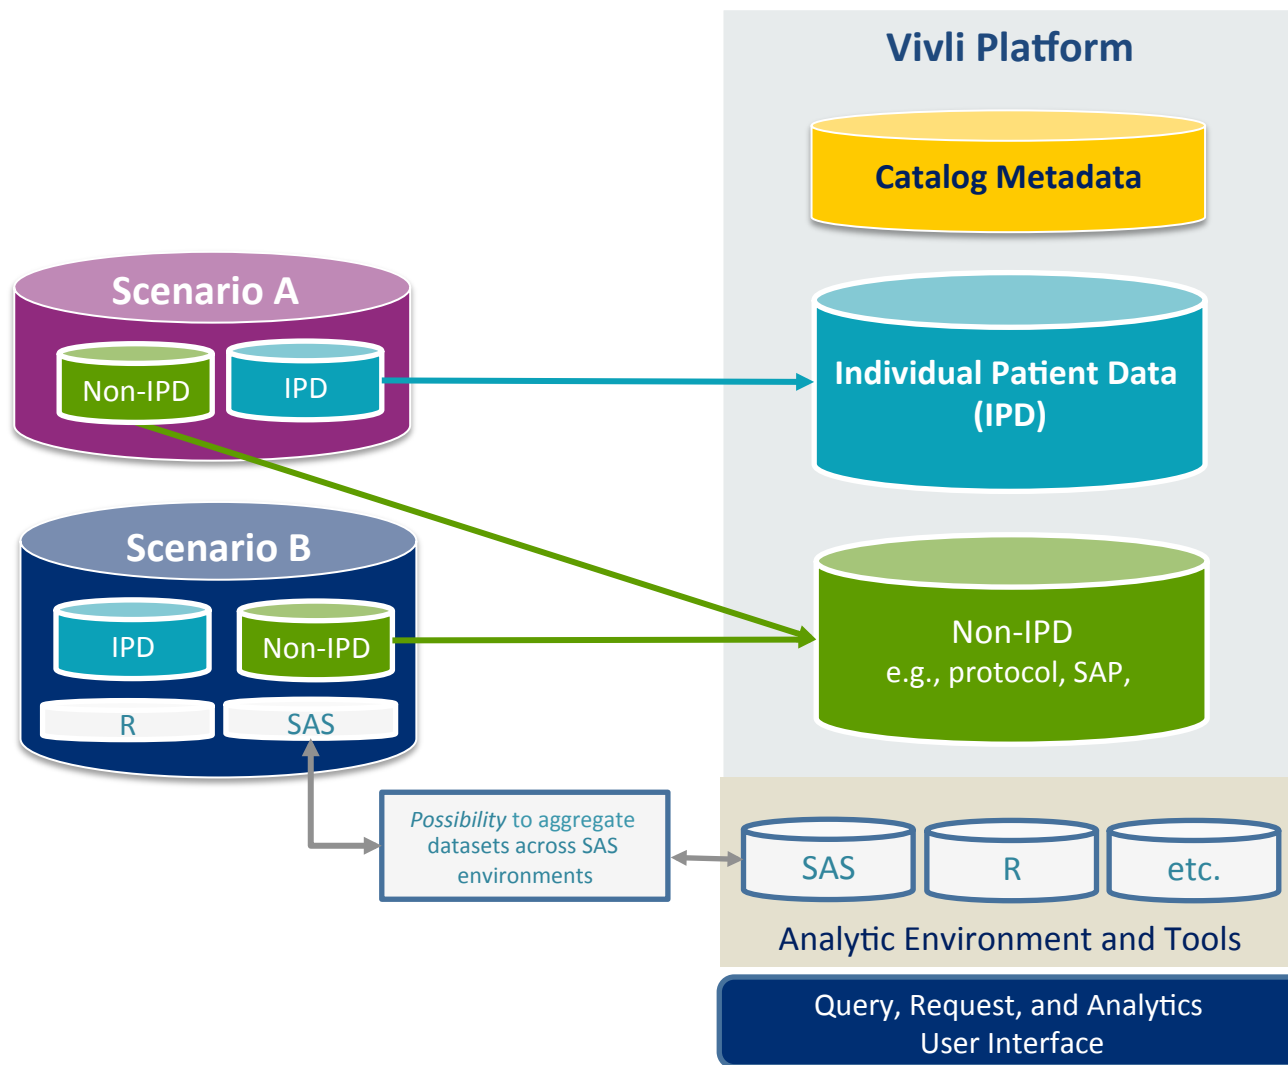 Vivli Platform
Catalog Metadata
Scenario A
Non-IPD
IPD
Individual Patient Data
(IPD)
Scenario B
IPD
Non-IPD
R
SAS
Non-IPD
e.g., protocol, SAP,
Possibility to aggregate
datasets across SAS
environments
SAS
R
etc.
Analytic Environment and Tools
Query, Request, and Analytics
User Interface